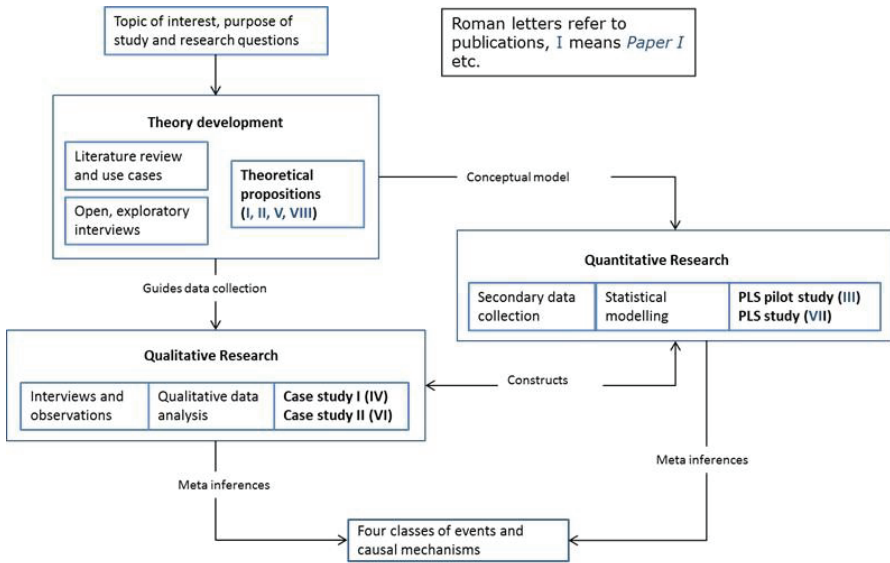 Topic of interest, purpose of
study and research questions
Roman letters refer to
publications, I means Paper I
etc.
Theory development
Literature review
and use cases
Open, exploratory
interviews
Theoretical
propositions
(I, II, V, VIII)
Conceptual model
Guides data collection
Quantitative Research
Secondary data
collection
Statistical
modelling
PLS pilot study (III)
PLS study (VII)
Qualitative Research
Interviews and
observations
Qualitative data
analysis
Case study I (IV)
Case study II (VI)
Constructs
Meta inferences
Meta inferences
Four classes of events and
causal mechanisms